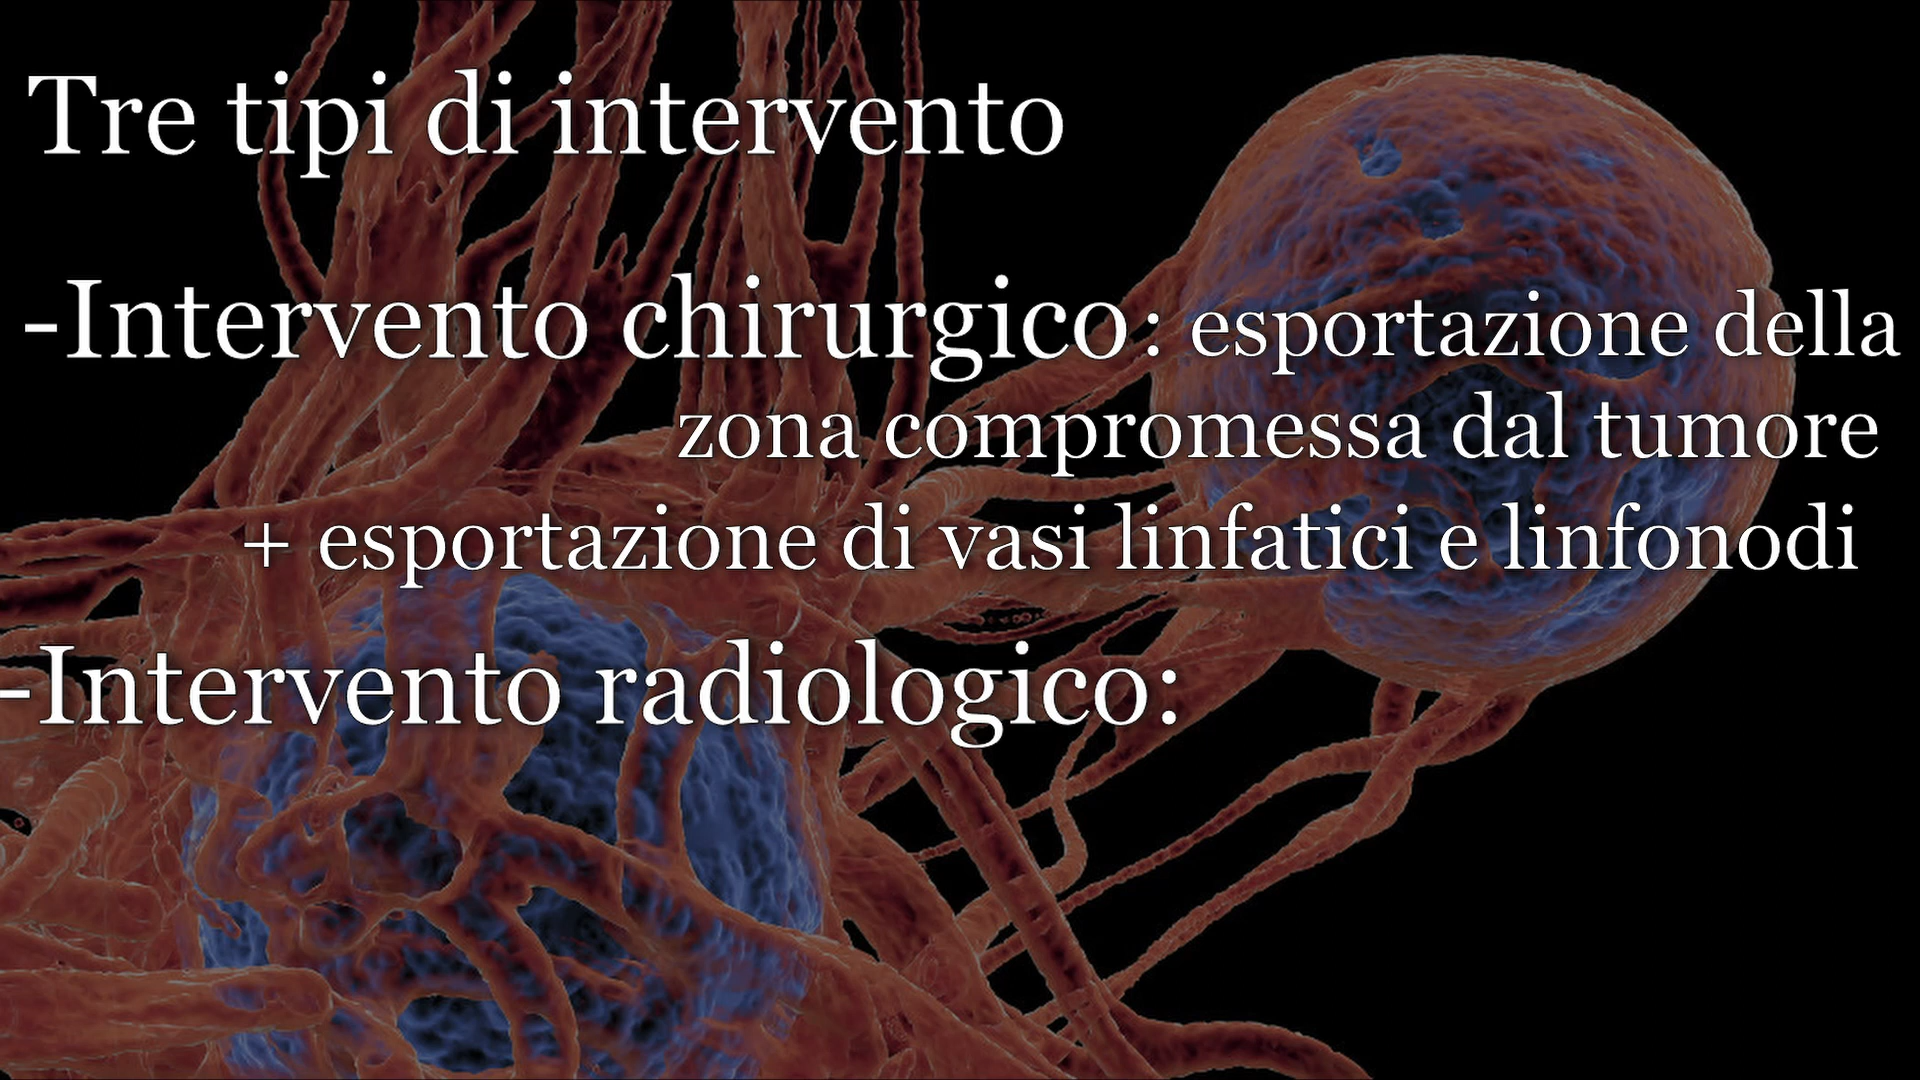 Tre tipi di intervento
-Intervento chirurgico: esportazione della
zona compromessa dal tumore
+ esportazione di vasi linfatici e linfonodi
-Intervento radiologico: